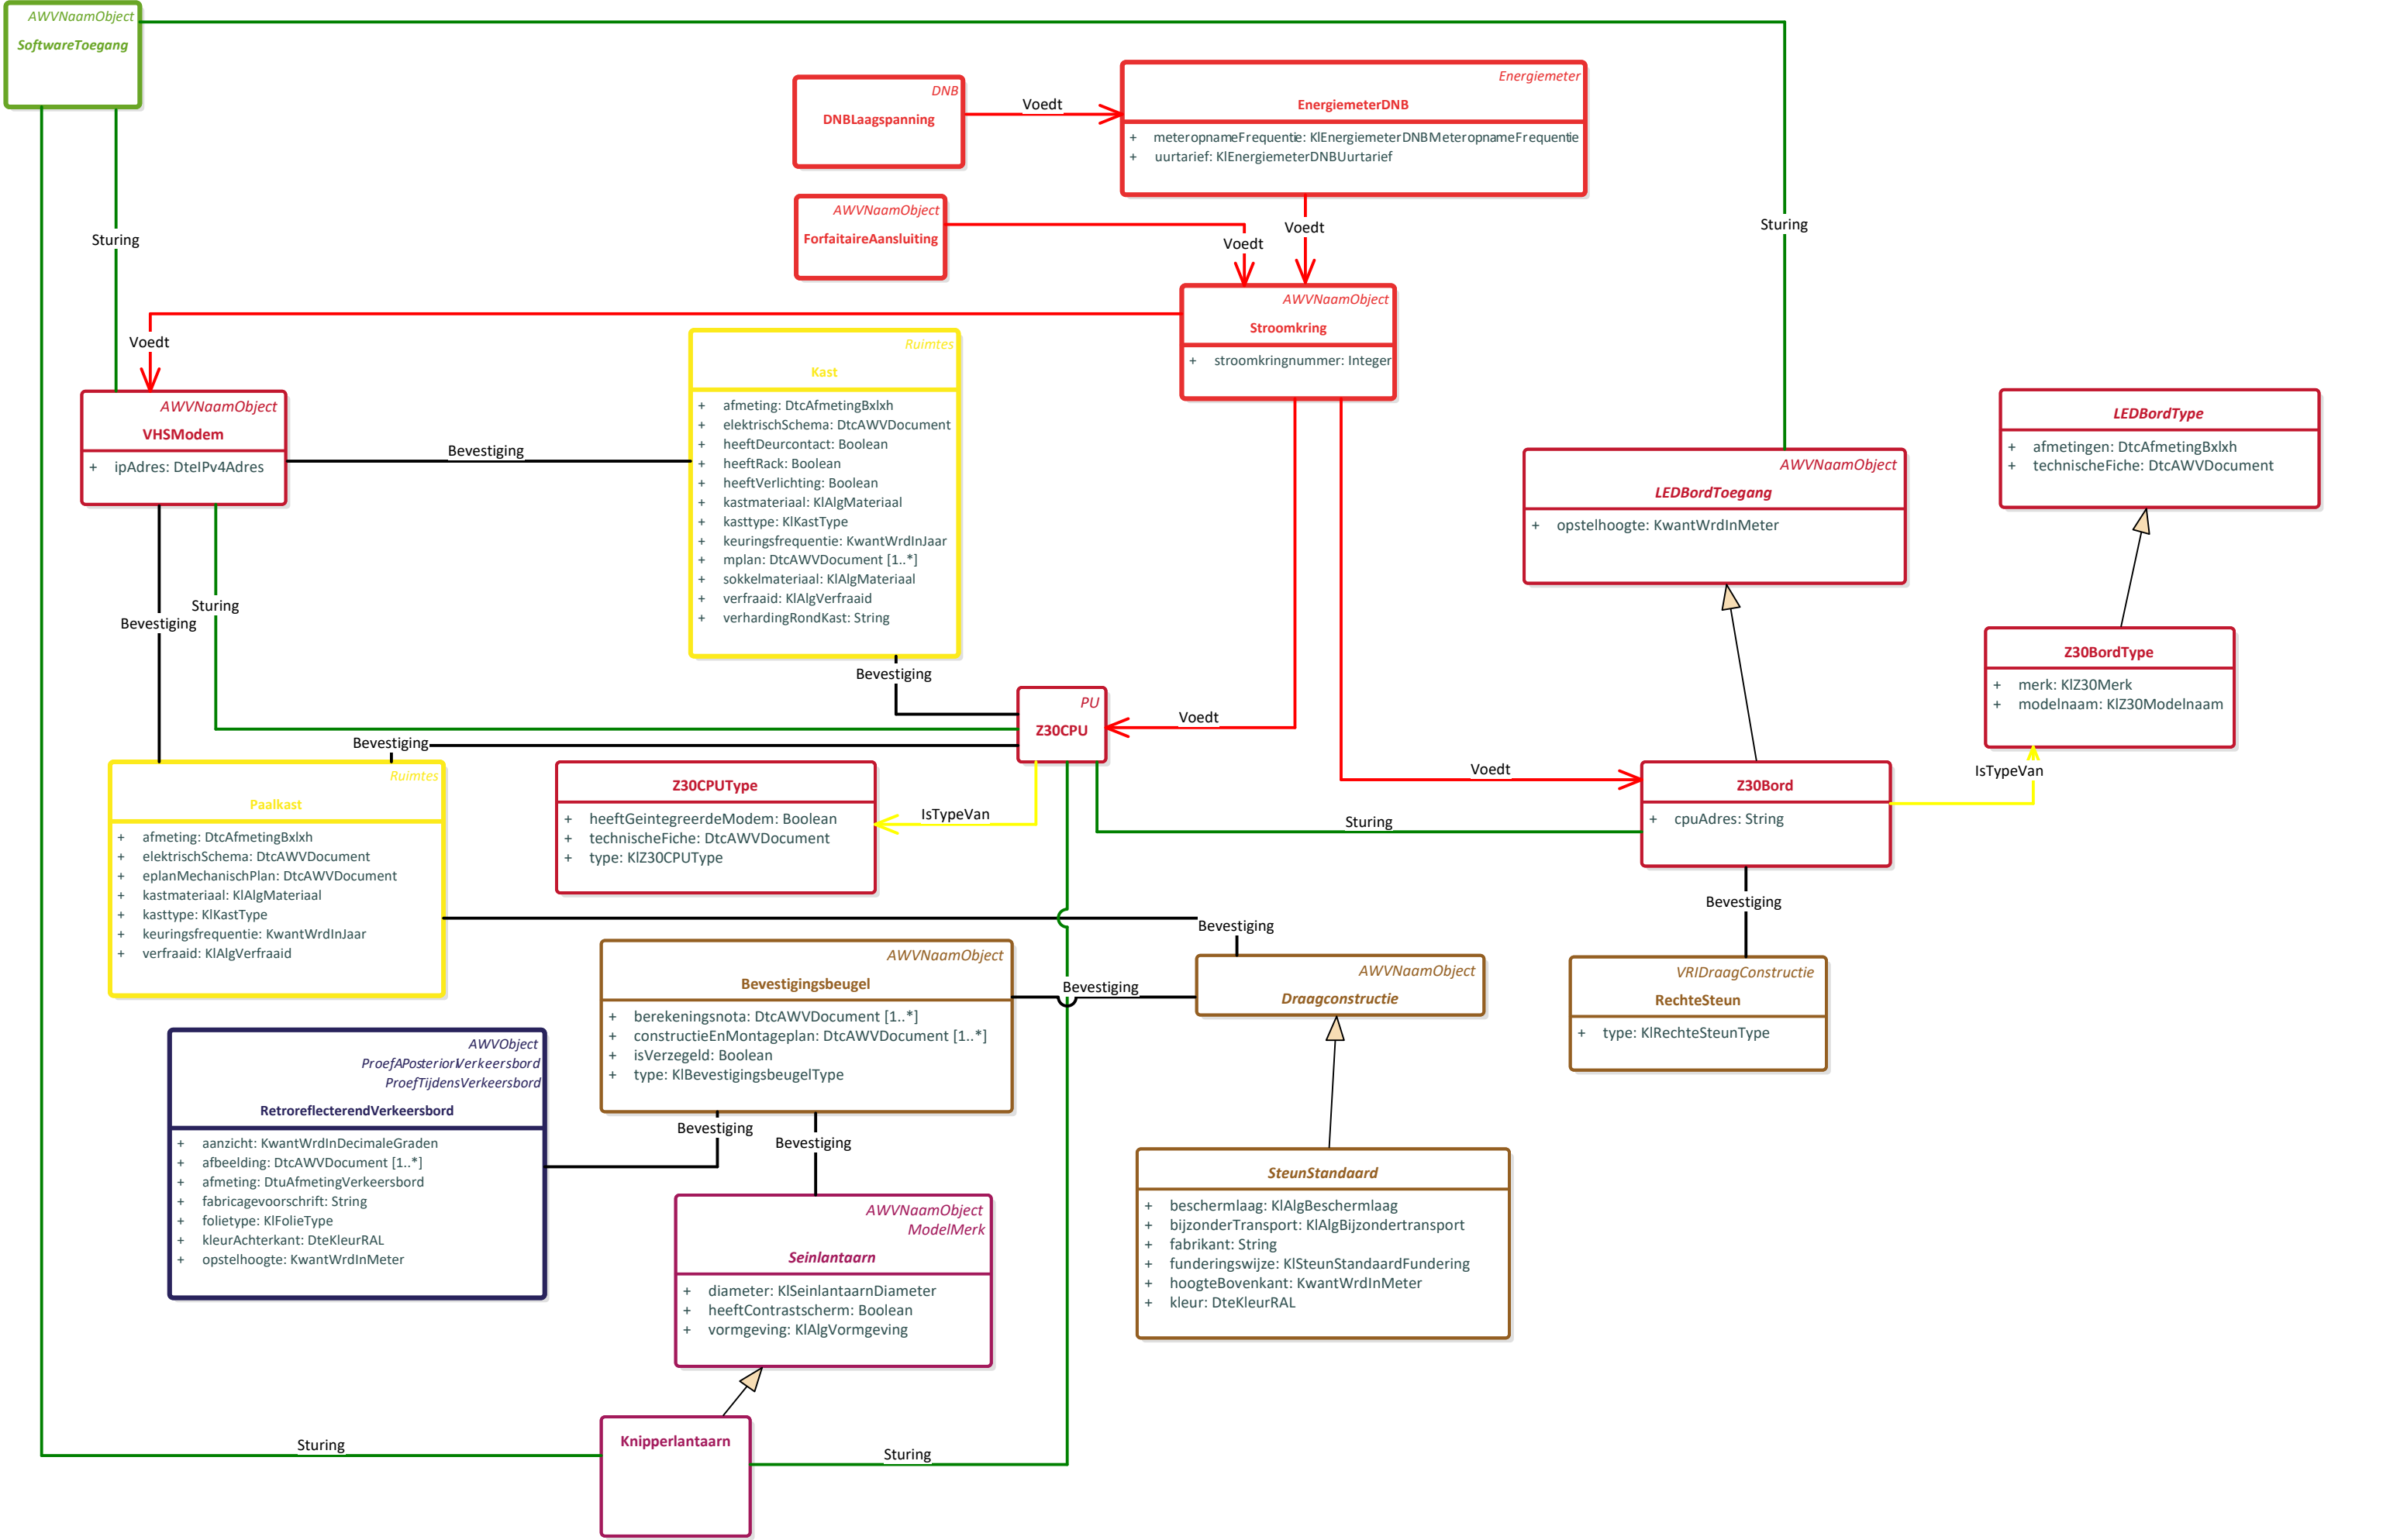 AWVNaamObject
SoftwareToegang
DNB
DNBLaagspanning
Voedt
Energiemeter
EnergiemeterDNB
+ meteropnameFrequentie: KlEnergiemeterDNBMeteropnameFrequentie
+ uurtarief: KlEnergiemeterDNBUurtarief
AWVNaamObject
ForfaitaireAansluiting
Voedt
Voedt
Sturing
Sturing
AWVNaamObject
Stroomkring
+ stroomkringnummer: Integer
Voedt
Ruimtes
Kast
+ afmeting: DtcAfmetingBxlxh
+ elektrischSchema: DtcAWVDocument
+ heeftDeurcontact: Boolean
+ heeftRack: Boolean
+ heeftVerlichting: Boolean
+ kastmateriaal: KlAlgMateriaal
+ kasttype: KlKastType
+ keuringsfrequentie: KwantWrdInJaar
+ mplan: DtcAWVDocument [1..*]
+ sokkelmateriaal: KlAlgMateriaal
+ verfraaid: KlAlgVerfraaid
+ verhardingRondKast: String
AWVNaamObject
VHSModem
+ ipAdres: DteIPv4Adres
Bevestiging
LEDBordType
+ afmetingen: DtcAfmetingBxlxh
+ technischeFiche: DtcAWVDocument
AWVNaamObject
LEDBordToegang
+ opstelhoogte: KwantWrdInMeter
Sturing
Bevestiging
Bevestiging
Z30BordType
+ merk: KlZ30Merk
+ modelnaam: KlZ30Modelnaam
PU
Z30CPU
Voedt
Bevestiging
Voedt
IsTypeVan
Ruimtes
Paalkast
+ afmeting: DtcAfmetingBxlxh
+ elektrischSchema: DtcAWVDocument
+ eplanMechanischPlan: DtcAWVDocument
+ kastmateriaal: KlAlgMateriaal
+ kasttype: KlKastType
+ keuringsfrequentie: KwantWrdInJaar
+ verfraaid: KlAlgVerfraaid
Z30CPUType
+ heeftGeintegreerdeModem: Boolean
+ technischeFiche: DtcAWVDocument
+ type: KlZ30CPUType
IsTypeVan
Sturing
Z30Bord
+ cpuAdres: String
Bevestiging
Bevestiging
AWVNaamObject
Bevestigingsbeugel
+ berekeningsnota: DtcAWVDocument [1..*]
+ constructieEnMontageplan: DtcAWVDocument [1..*]
+ isVerzegeld: Boolean
+ type: KlBevestigingsbeugelType
Bevestiging
AWVNaamObject
Draagconstructie
VRIDraagConstructie
RechteSteun
+ type: KlRechteSteunType
AWVObject
ProefAPosterioriVerkeersbord
ProefTijdensVerkeersbord
RetroreflecterendVerkeersbord
+ aanzicht: KwantWrdInDecimaleGraden
+ afbeelding: DtcAWVDocument [1..*]
+ afmeting: DtuAfmetingVerkeersbord
+ fabricagevoorschrift: String
+ folietype: KlFolieType
+ kleurAchterkant: DteKleurRAL
+ opstelhoogte: KwantWrdInMeter
Bevestiging
Bevestiging
AWVNaamObject
ModelMerk
Seinlantaarn
+ diameter: KlSeinlantaarnDiameter
+ heeftContrastscherm: Boolean
+ vormgeving: KlAlgVormgeving
SteunStandaard
+ beschermlaag: KlAlgBeschermlaag
+ bijzonderTransport: KlAlgBijzondertransport
+ fabrikant: String
+ funderingswijze: KlSteunStandaardFundering
+ hoogteBovenkant: KwantWrdInMeter
+ kleur: DteKleurRAL
Knipperlantaarn
Sturing
Sturing